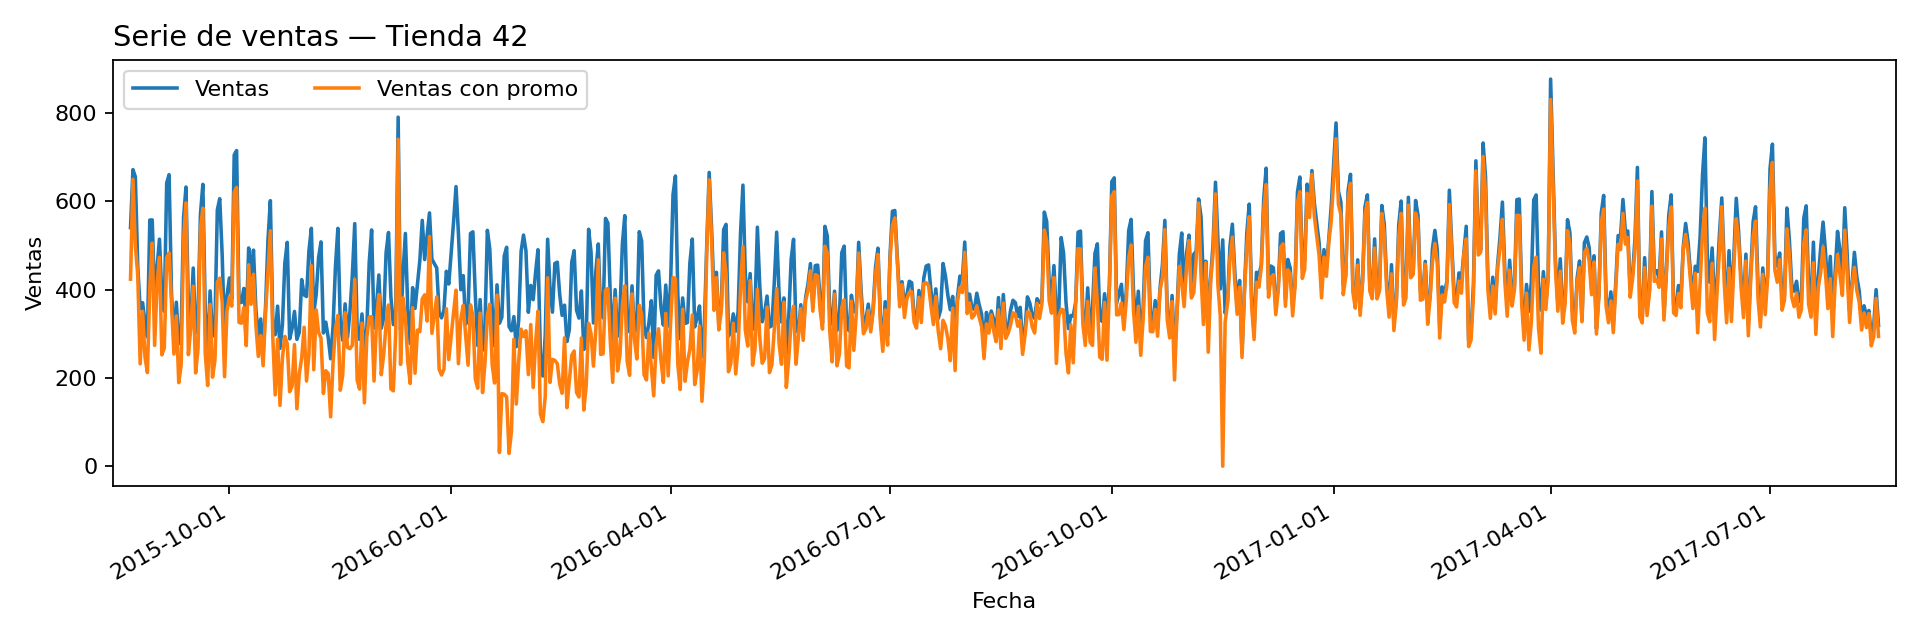 Serie de ventas — Tienda 42
Ventas
Ventas con promo
Ventas
800
600
400
200
0
2015-10-01
2016-01-01
2016-04-01
2016-07-01
2016-10-01
2017-01-01
2017-04-01
2017-07-01
Fecha